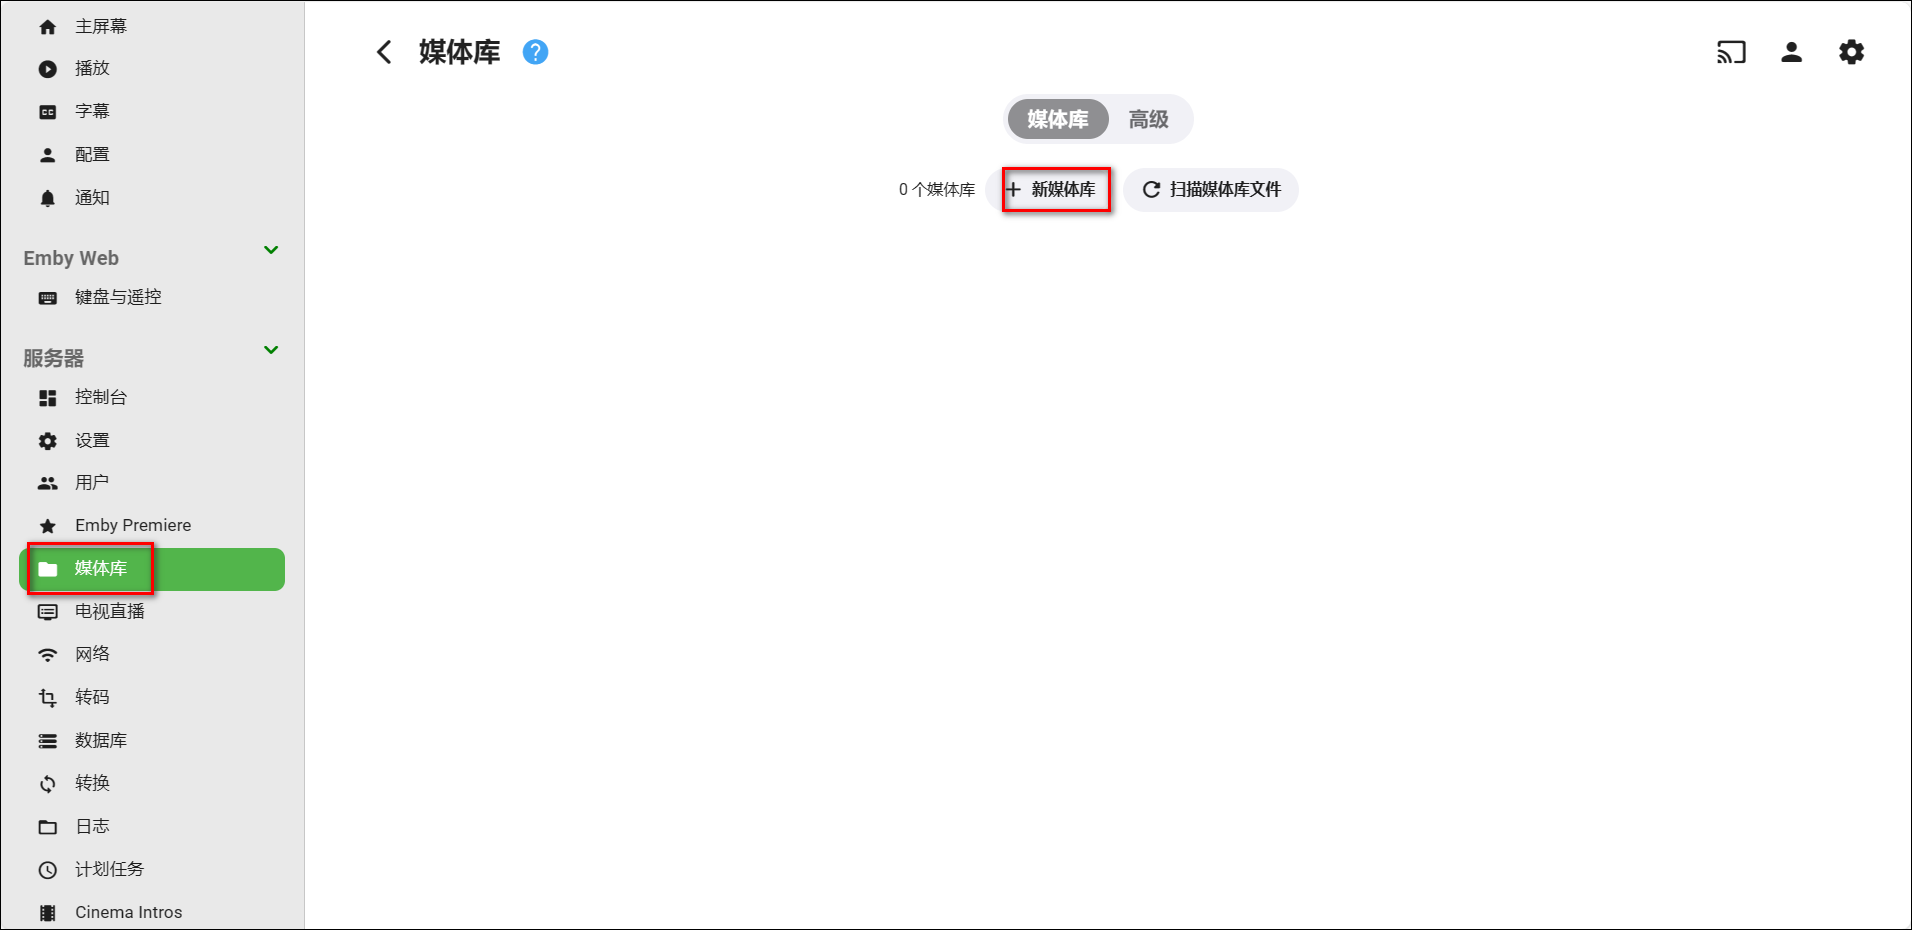 主屏幕
播放
字幕
配置
通知
Emby Web
键盘与遥控
服务器
控制台
设置
用户
Emby Premiere
媒体库
电视直播
网络
转码
数据库
转换
日志
计划任务
Cinema Intros
媒体库 ?
媒体库 高级
0 个媒体库 + 新媒体库 扫描媒体库文件